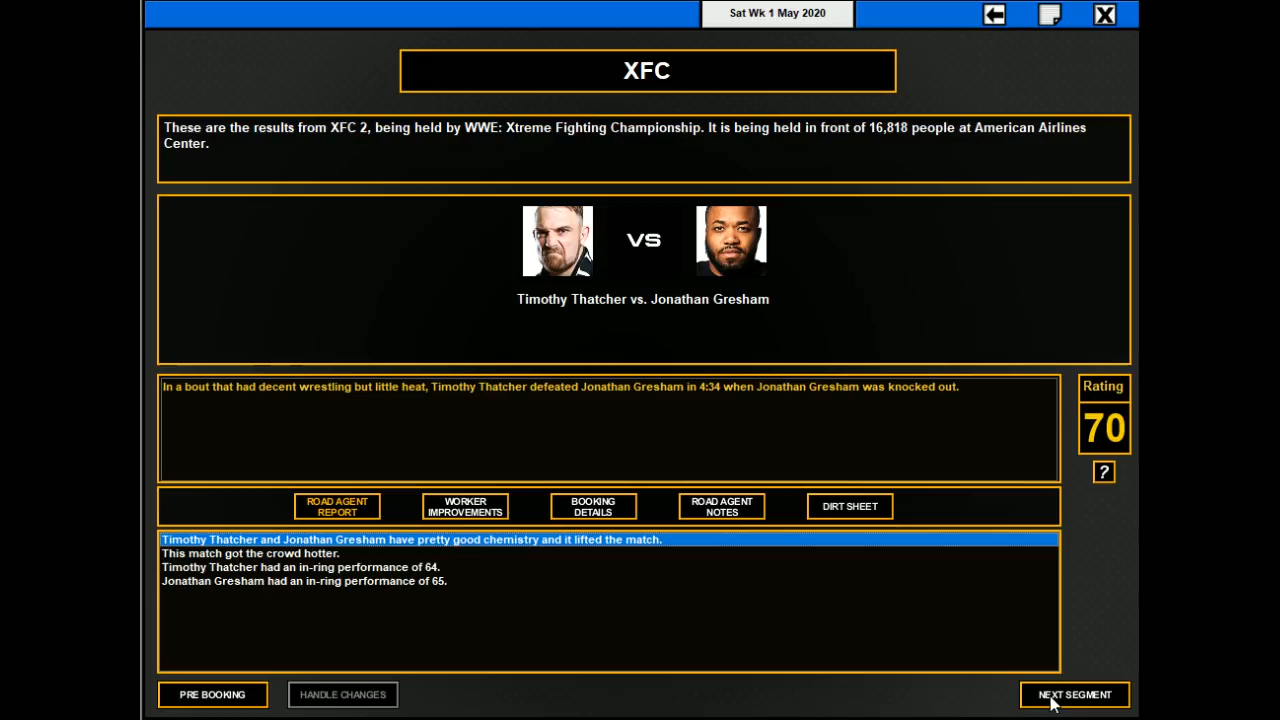 Sat Wk 1 May 2020
XFC
These are the results from XFC 2, being held by WWE: Xtreme Fighting Championship. It is being held in front of 16,818 people at American Airlines
Center.
VS
Timothy Thatcher vs. Jonathan Gresham
In a bout that had decent wrestling but little heat, Timothy Thatcher defeated Jonathan Gresham in 4:34 when Jonathan Gresham was knocked out.
Rating
70
?
ROAD AGENT
REPORT
WORKER
IMPROVEMENTS
BOOKING
DETAILS
ROAD AGENT
NOTES
DIRT SHEET
Timothy Thatcher and Jonathan Gresham have pretty good chemistry and it lifted the match.
This match got the crowd hotter.
Timothy Thatcher had an in-ring performance of 64.
Jonathan Gresham had an in-ring performance of 65.
PRE BOOKING
HANDLE CHANGES
NEXT SEGMENT